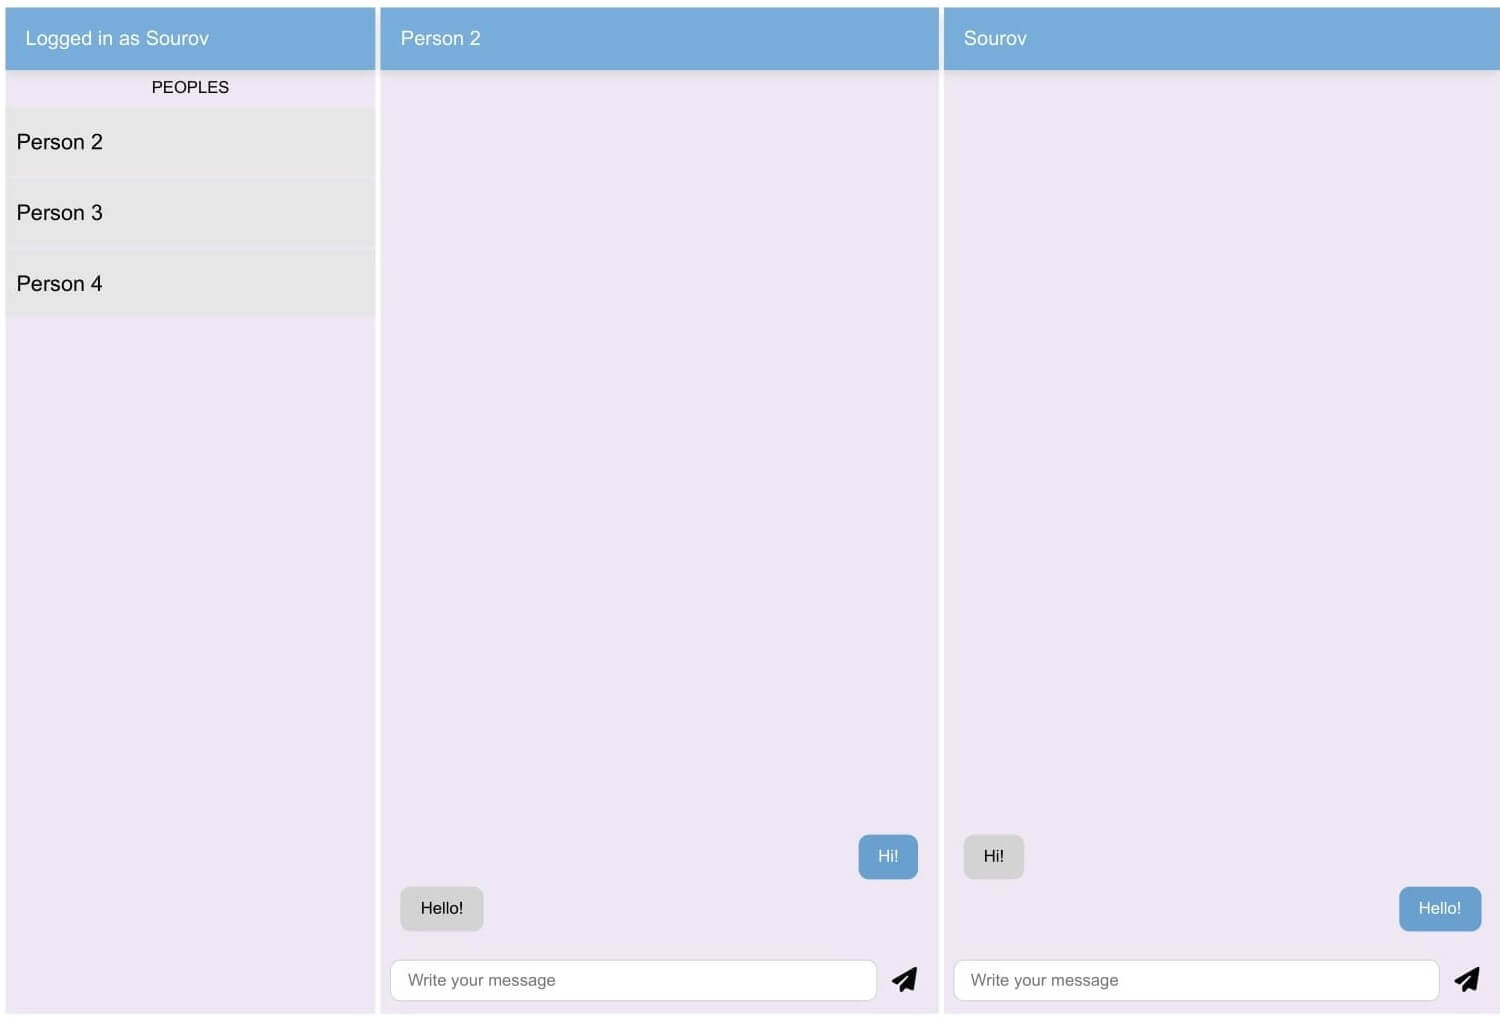 Logged in as Sourov
PEOPLES
Person 2
Person 3
Person 4
Person 2
Hi!
Hello!
Write your message
Sourov
Hi!
Hello!
Write your message